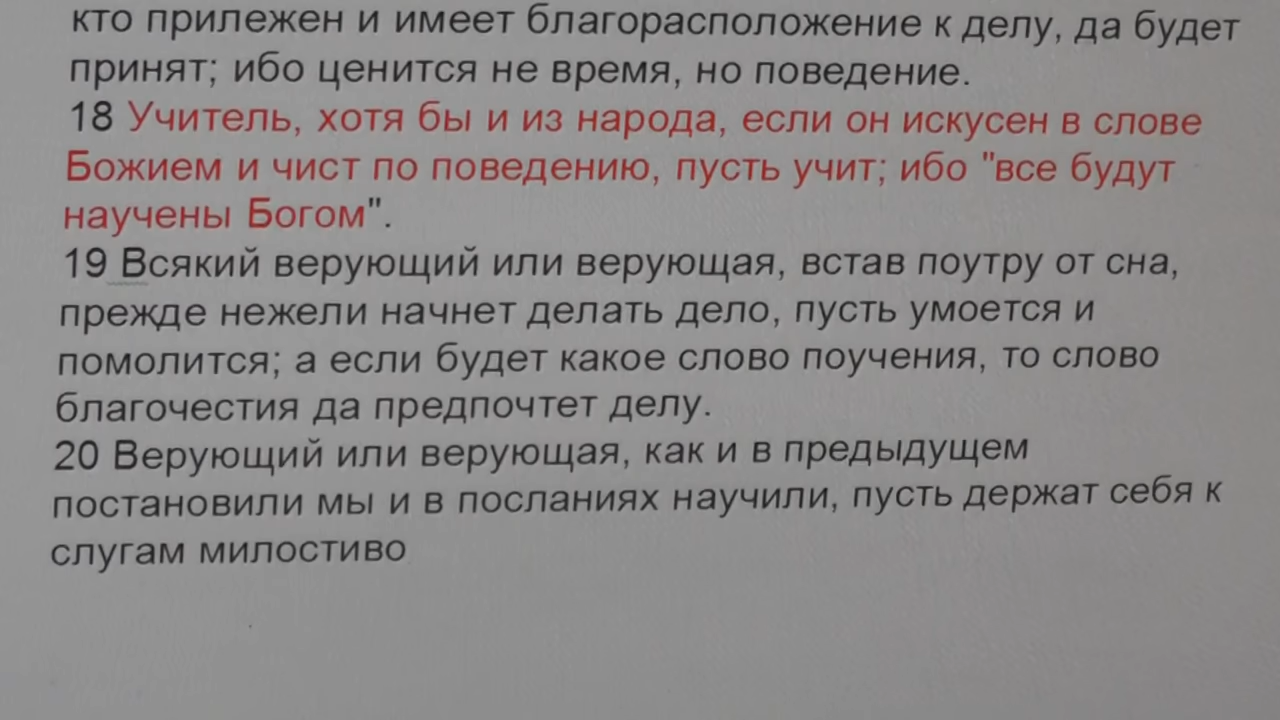 кто прилежен и имеет благорасположение к делу, да будет
принят; ибо ценится не время, но поведение.
18 Учитель, хотя бы и из народа, если он искусен в слове
Божием и чист по поведению, пусть учит; ибо "все будут
научены Богом".
19 Всякий верующий или верующая, встав поутру от сна,
прежде нежели начнет делать дело, пусть умоется и
помолится; а если будет какое слово поучения, то слово
благочестия да предпочтет делу.
20 Верующий или верующая, как и в предыдущем
постановили мы и в посланиях научили, пусть держат себя к
слугам милостиво